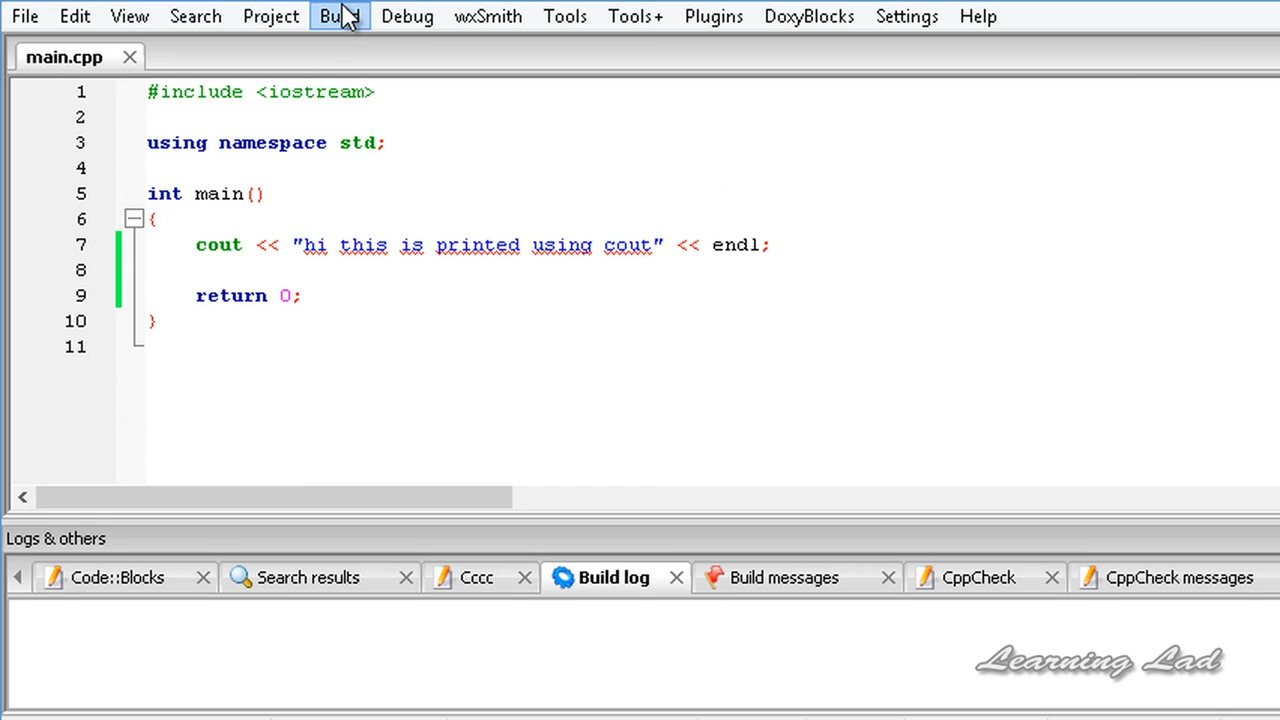 File Edit View Search Project Build Debug wxSmith Tools Tools+ Plugins DoxyBlocks Settings Help
main.cpp
1 #include <iostream>
2
3 using namespace std;
4
5 int main()
6 {
7 cout << "hi this is printed using cout" << endl;
8
9 return 0;
10 }
11
Logs & others
Code::Blocks Search results Cccc Build log Build messages CppCheck CppCheck messages
Learning Lad